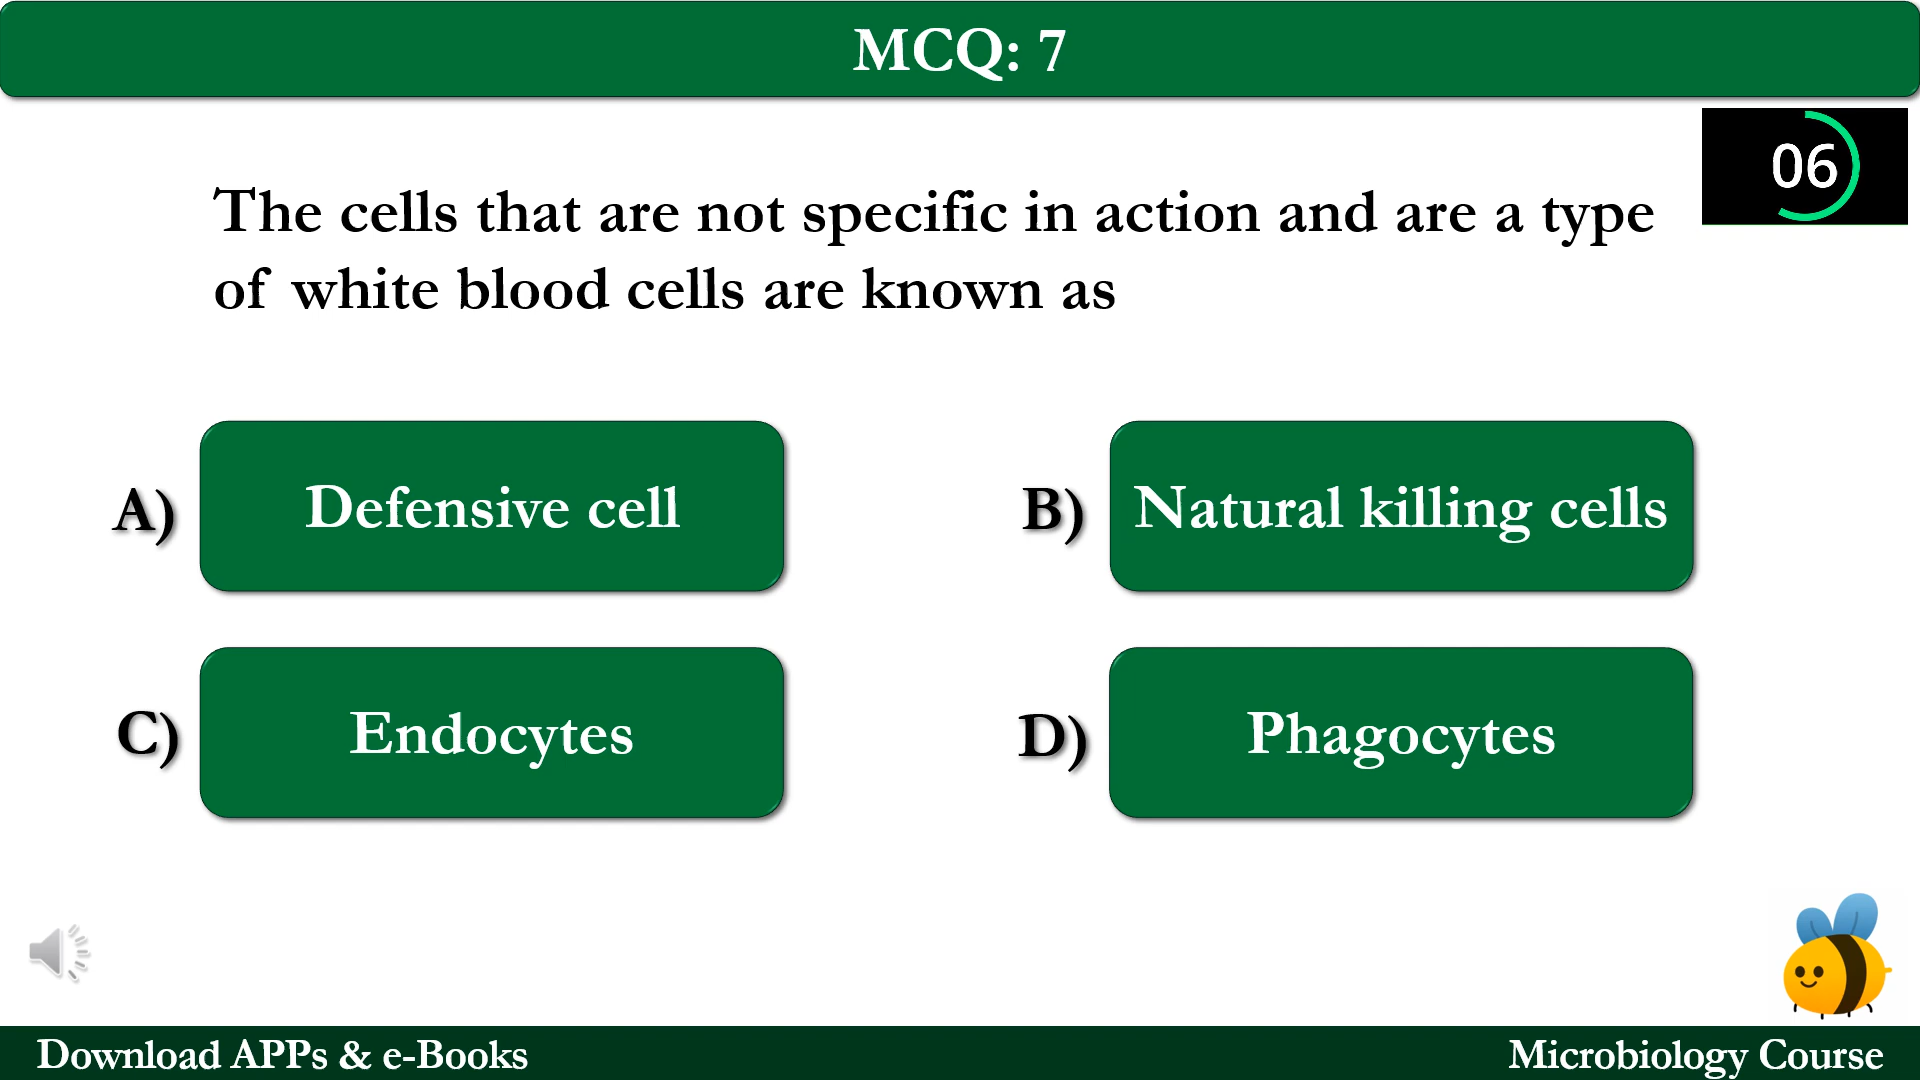 MCQ: 7
06
The cells that are not specific in action and are a type
of white blood cells are known as
A) Defensive cell
B) Natural killing cells
C) Endocytes
D) Phagocytes
Download APPs & e-Books
Microbiology Course